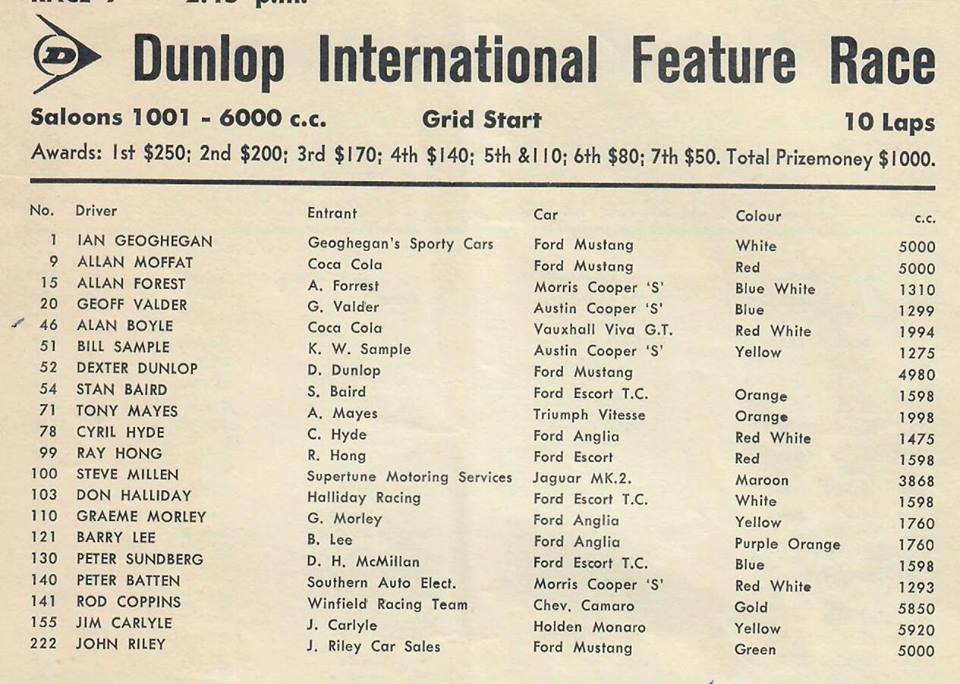 D Dunlop International Feature Race
Saloons 1001 - 6000 c.c. Grid Start 10 Laps
Awards: 1st $250; 2nd $200; 3rd $170; 4th $140; 5th &110; 6th $80; 7th $50. Total Prizemoney $1000.
No. Driver Entrant Car Colour c.c.
1 IAN GEOGHEGAN Geoghegan's Sporty Cars Ford Mustang White 5000
9 ALLAN MOFFAT Coca Cola Ford Mustang Red 5000
15 ALLAN FOREST A. Forrest Morris Cooper 'S' Blue White 1310
20 GEOFF VALDER G. Valder Austin Cooper 'S' Blue 1299
46 ALAN BOYLE Coca Cola Vauxhall Viva G.T. Red White 1994
51 BILL SAMPLE K. W. Sample Austin Cooper 'S' Yellow 1275
52 DEXTER DUNLOP D. Dunlop Ford Mustang 4980
54 STAN BAIRD S. Baird Ford Escort T.C. Orange 1598
71 TONY MAYES A. Mayes Triumph Vitesse Orange 1998
78 CYRIL HYDE C. Hyde Ford Anglia Red White 1475
99 RAY HONG R. Hong Ford Escort Red 1598
100 STEVE MILLEN Supertune Motoring Services Jaguar MK.2. Maroon 3868
103 DON HALLIDAY Halliday Racing Ford Escort T.C. White 1598
110 GRAEME MORLEY G. Morley Ford Anglia Yellow 1760
121 BARRY LEE B. Lee Ford Anglia Purple Orange 1760
130 PETER SUNDBERG D. H. McMillan Ford Escort T.C. Blue 1598
140 PETER BATTEN Southern Auto Elect. Morris Cooper 'S' Red White 1293
141 ROD COPPINS Winfield Racing Team Chev. Camaro Gold 5850
155 JIM CARLYLE J. Carlyle Holden Monaro Yellow 5920
222 JOHN RILEY J. Riley Car Sales Ford Mustang Green 5000